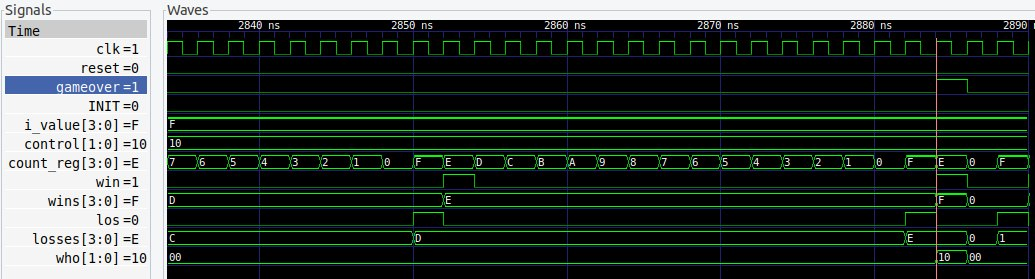 Signals Waves
Time 2840 ns 2850 ns 2860 ns 2870 ns 2880 ns 2890
clk=1
reset=0
gameover=1
INIT=0
i_value[3:0]=F F
control[1:0]=10 10
count_reg[3:0]=E 7 6 5 4 3 2 1 0 F E D C B A 9 8 7 6 5 4 3 2 1 0 F E 0 F
win=1
wins[3:0]=F D E F 0
los=0
losses[3:0]=E C D E 0 1
who[1:0]=10 00 10 00